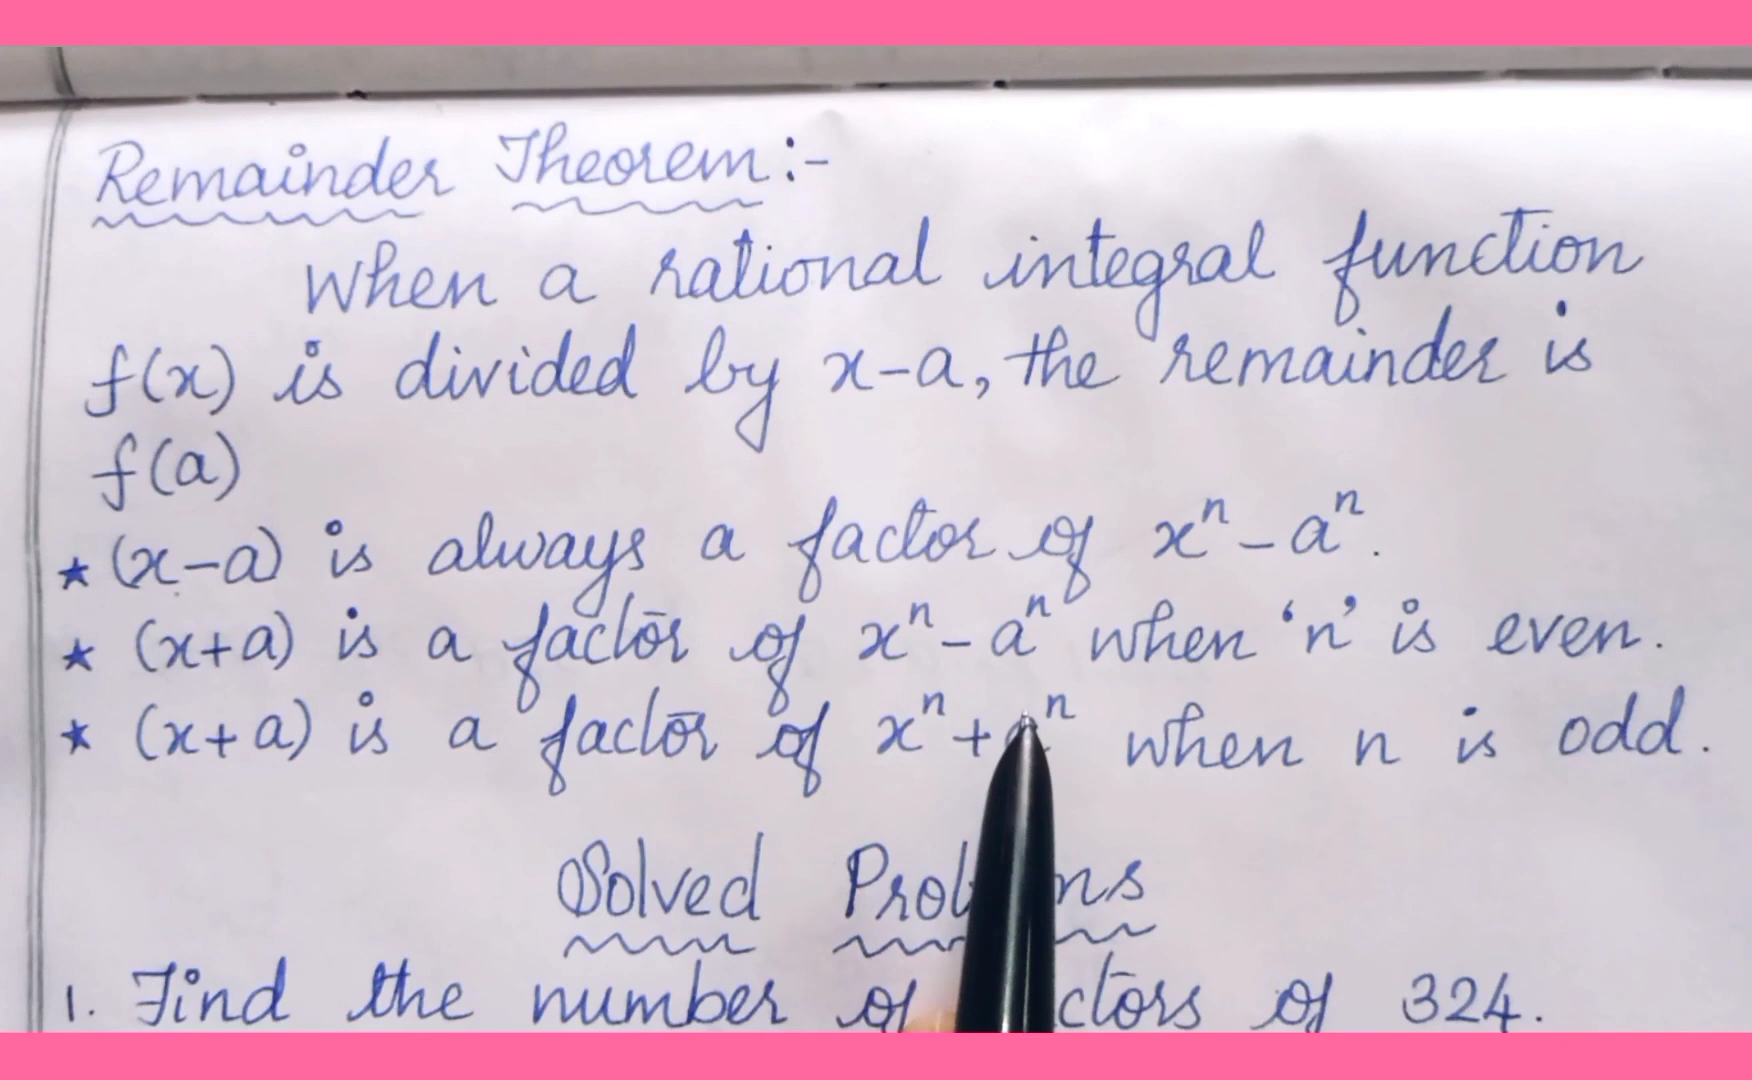 Remainder Theorem :-
When a rational integral function
f(x) is divided by x-a, the remainder is
f(a)
★ (x-a) is always a factor of xⁿ - aⁿ.
★ (x+a) is a factor of xⁿ - aⁿ when 'n' is even.
★ (x+a) is a factor of xⁿ + aⁿ when n is odd.
Solved
1. Find the number of 324.